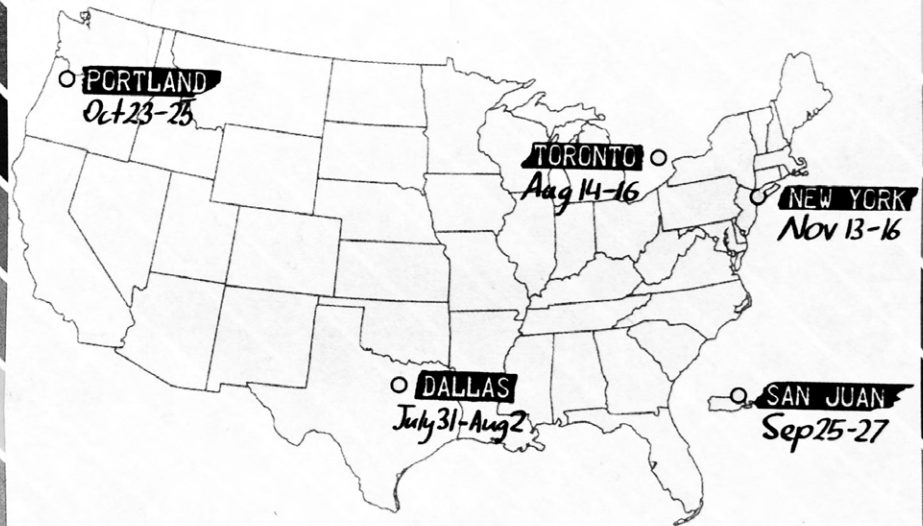 PORTLAND
Oct 23-25
TORONTO
Aug 14-16
NEW YORK
Nov 13-16
DALLAS
July 31-Aug 2
SAN JUAN
Sep 25-27